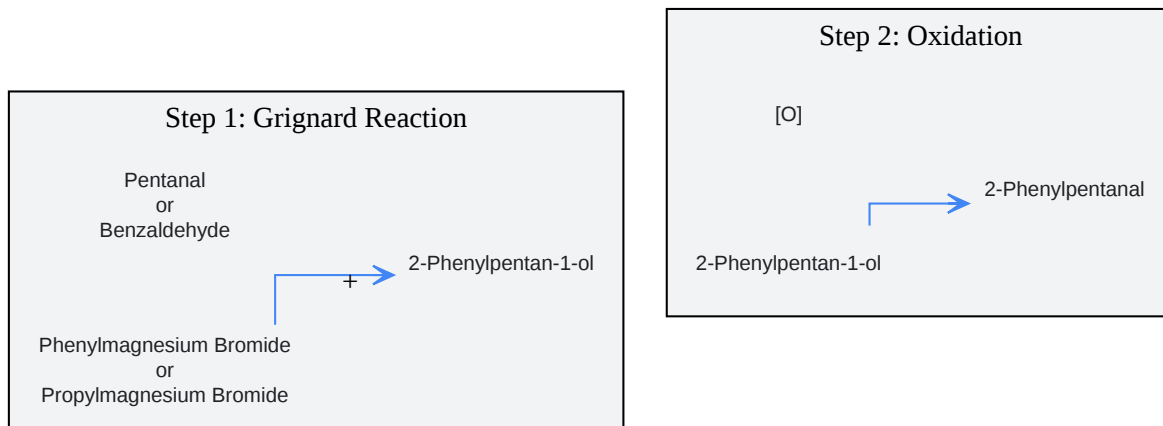 Step 1: Grignard Reaction
Pentanal
or
Benzaldehyde
2-Phenylpentan-1-ol
+
Phenylmagnesium Bromide
or
Propylmagnesium Bromide
Step 2: Oxidation
[O]
2-Phenylpentanal
2-Phenylpentan-1-ol